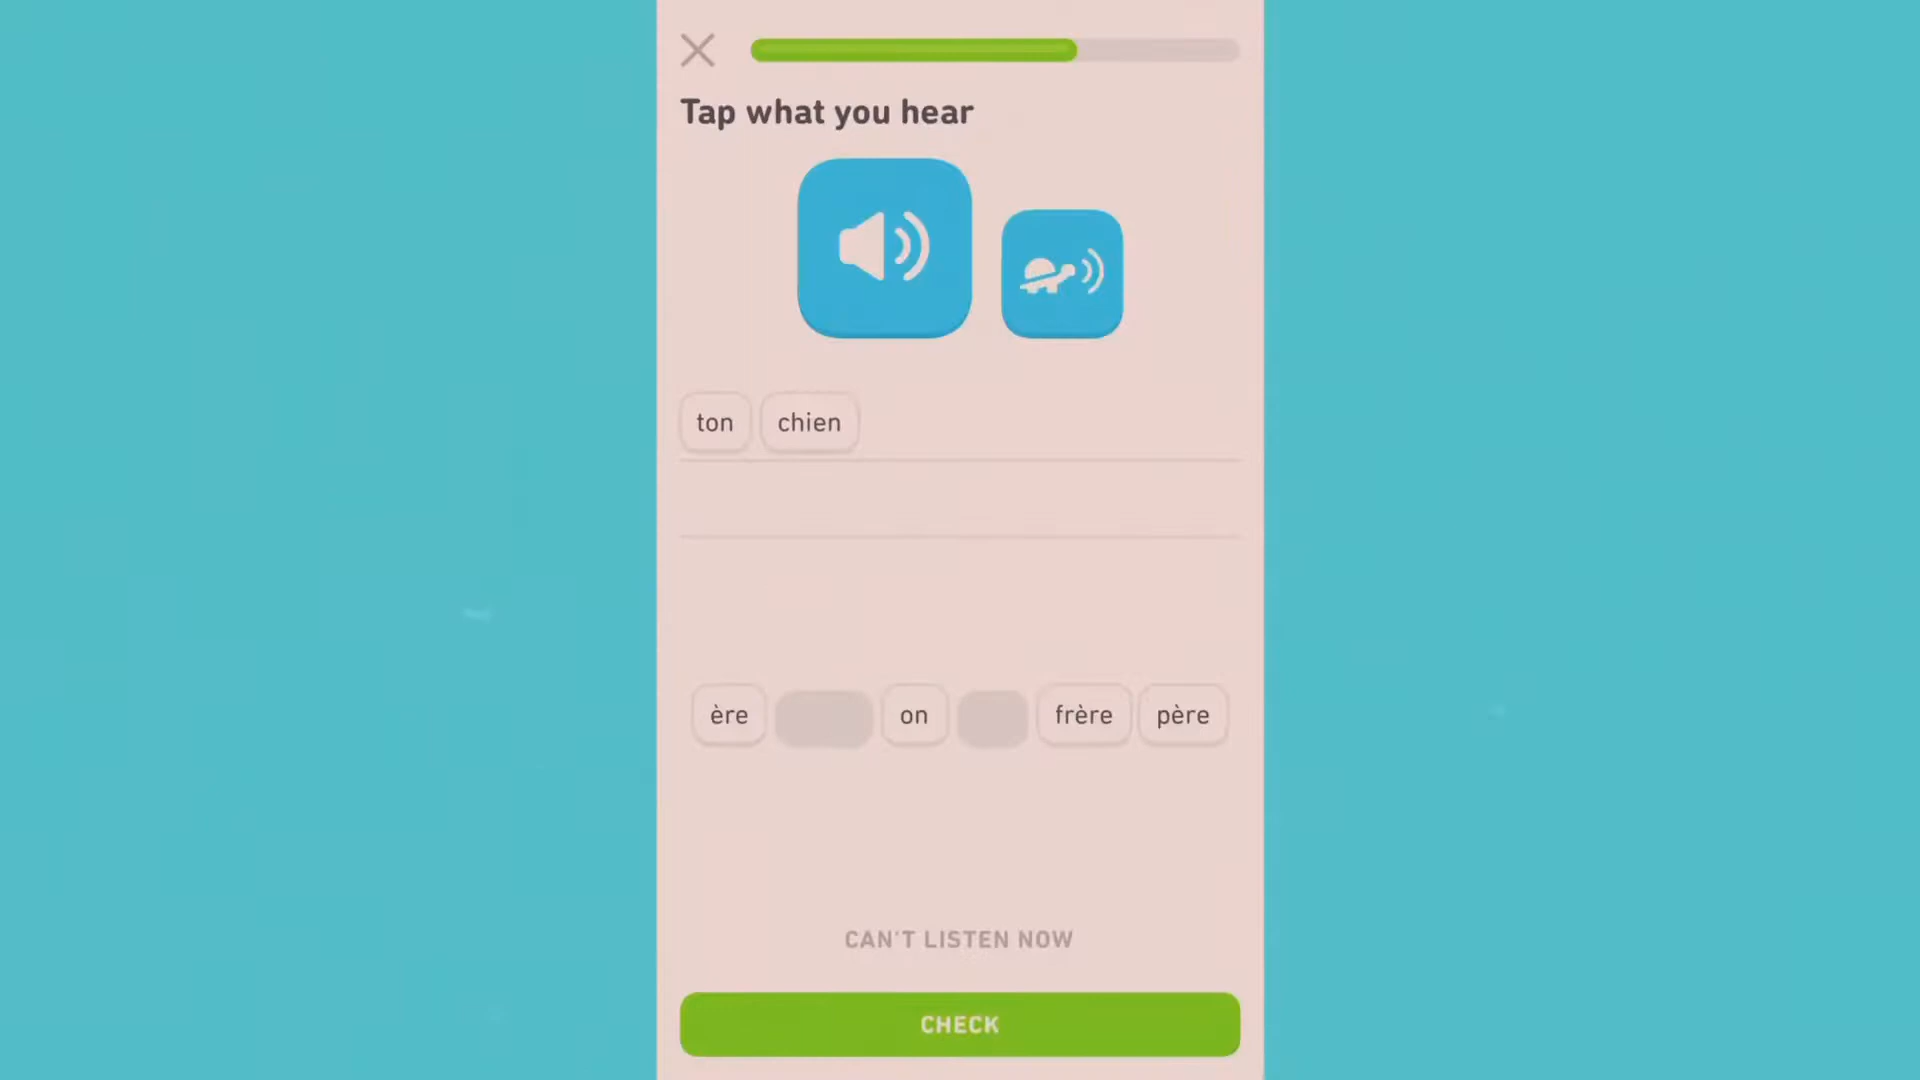 Tap what you hear
ton chien
ère on frère père
CAN'T LISTEN NOW
CHECK